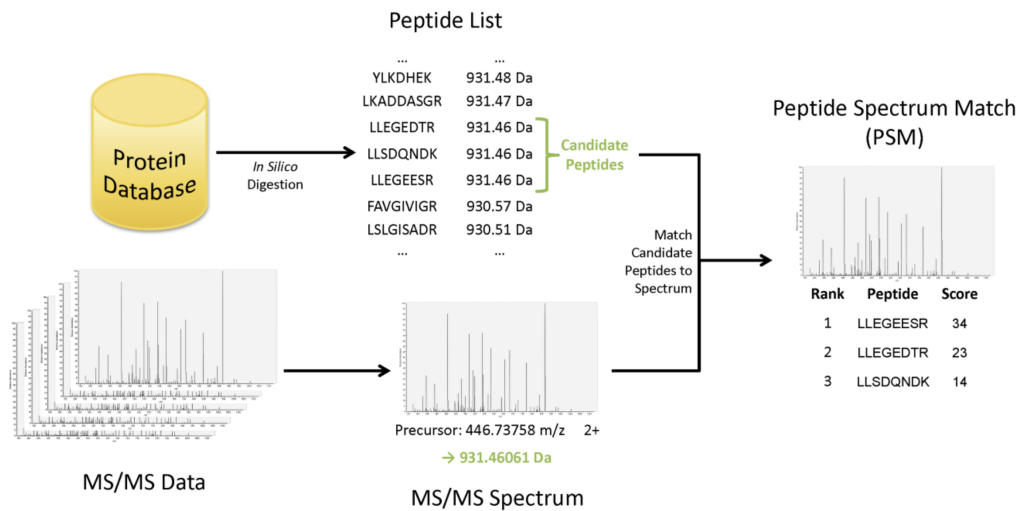 Peptide List
... ...
YLKDHEK 931.48 Da
LKADDASGR 931.47 Da
LLEGEDTR 931.46 Da
LLSDQNDK 931.46 Da
LLEGEESR 931.46 Da
FAVGIVIGR 930.57 Da
LSLGISADR 930.51 Da
... ...
Protein
Database
In Silico
Digestion
Candidate
Peptides
Match
Candidate
Peptides to
Spectrum
Peptide Spectrum Match
(PSM)
Rank Peptide Score
1 LLEGEESR 34
2 LLEGEDTR 23
3 LLSDQNDK 14
MS/MS Data
Precursor: 446.73758 m/z 2+
→ 931.46061 Da
MS/MS Spectrum